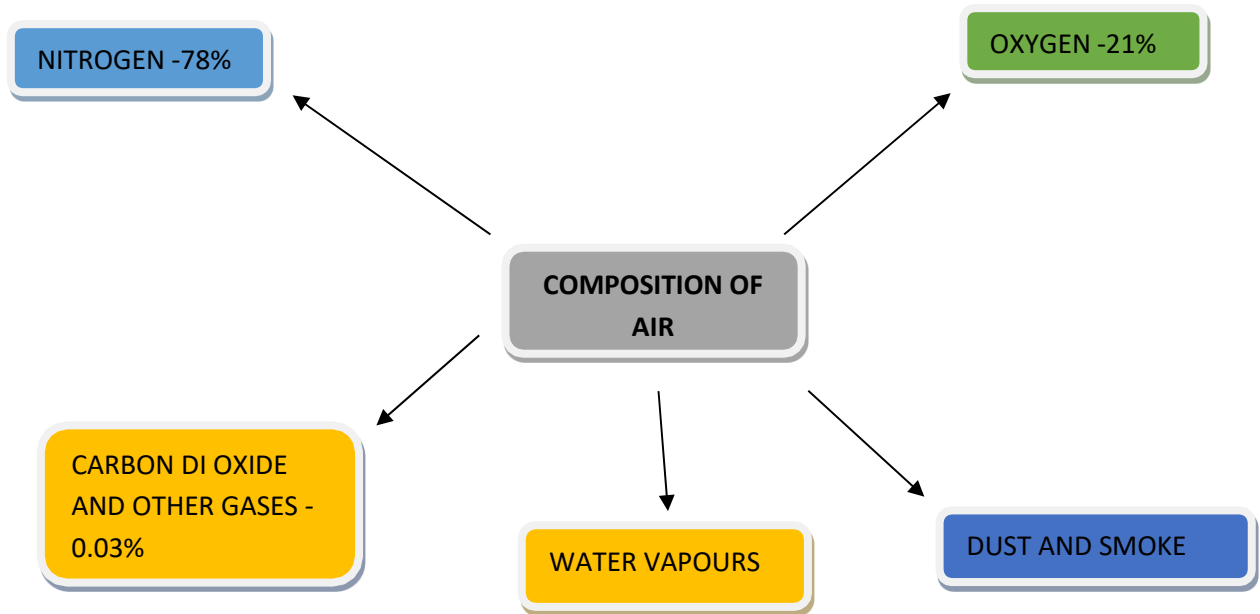 NITROGEN -78%
OXYGEN -21%
COMPOSITION OF
AIR
CARBON DI OXIDE
AND OTHER GASES -
0.03%
WATER VAPOURS
DUST AND SMOKE